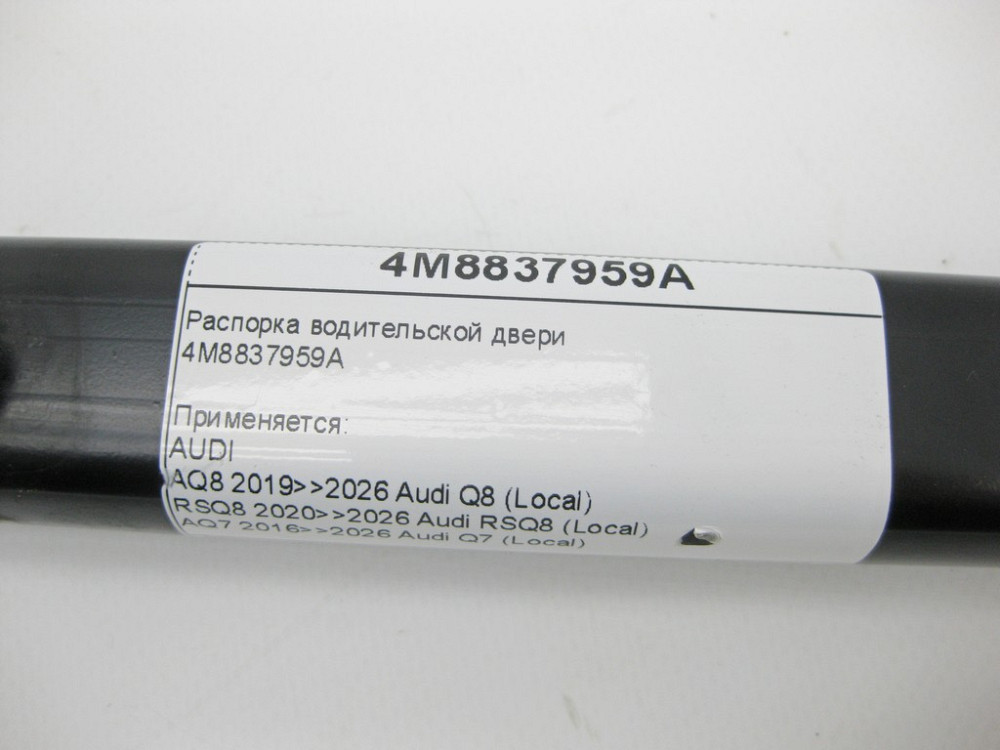 4M8837959A
Распорка водительской двери
4M8837959A
Применяется:
AUDI
AQ8 2019>>2026 Audi Q8 (Local)
RSQ8 2020>>2026 Audi RSQ8 (Local)
AQ7 2016>>2026 Audi Q7 (Local)